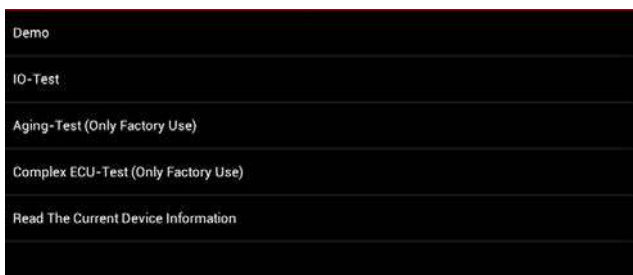 Demo
IO-Test
Aging-Test (Only Factory Use)
Complex ECU-Test (Only Factory Use)
Read The Current Device Information